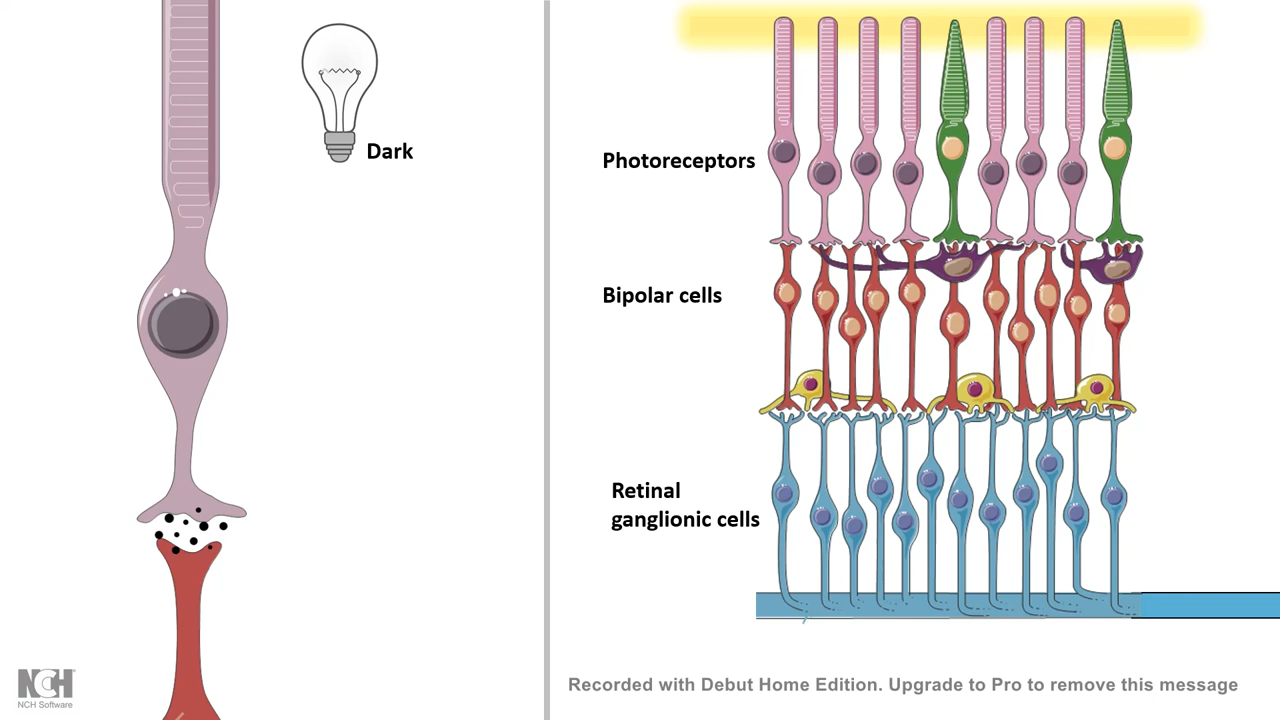 Dark
Photoreceptors
Bipolar cells
Retinal
ganglionic cells
NCH
NCH Software
Recorded with Debut Home Edition. Upgrade to Pro to remove this message